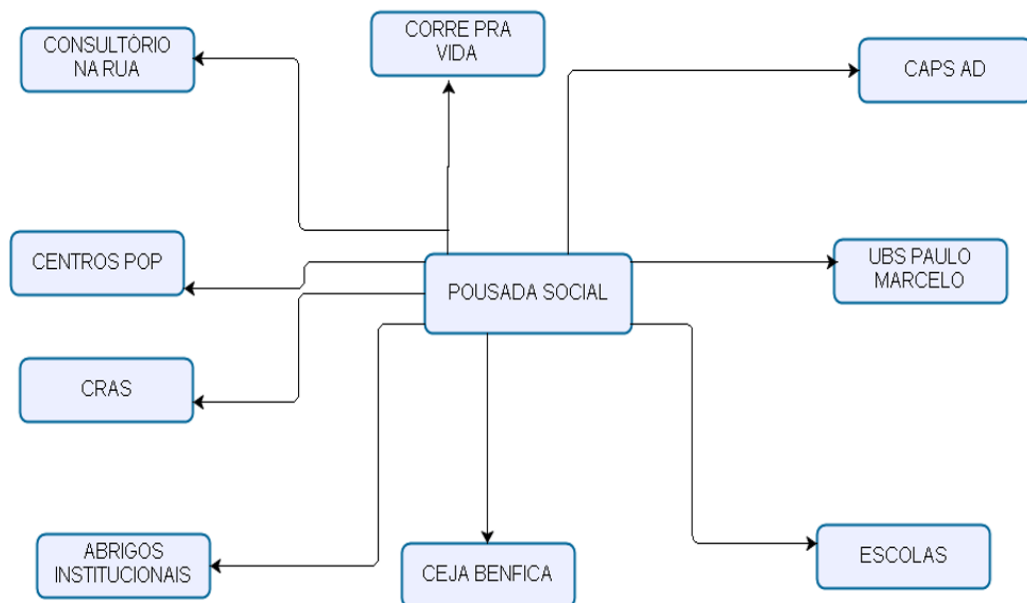 CONSULTÓRIO
NA RUA
CORRE PRA
VIDA
CAPS AD
CENTROS POP
POUSADA SOCIAL
UBS PAULO
MARCELO
CRAS
ABRIGOS
INSTITUCIONAIS
CEJA BENFICA
ESCOLAS